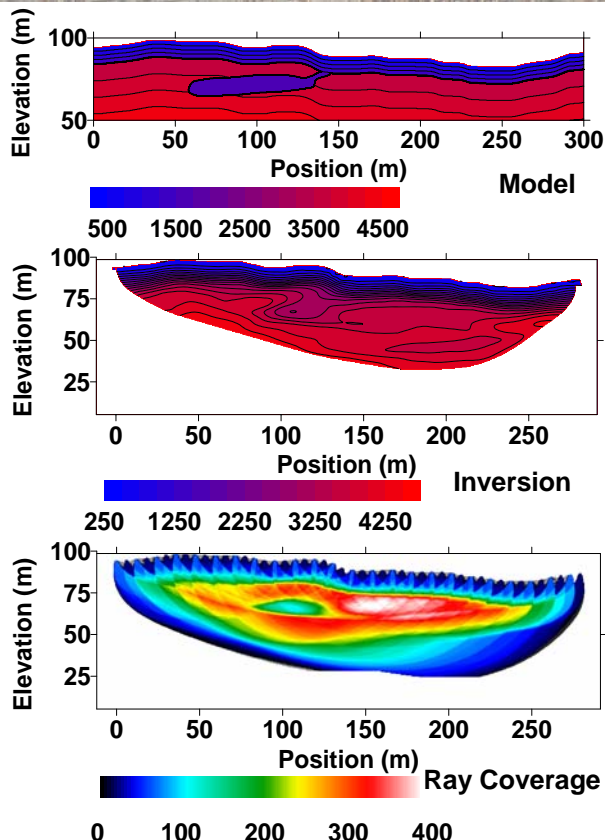 Elevation (m)
100
50
0 50 100 150 200 250 300
Position (m)
Model
500 1500 2500 3500 4500
Elevation (m)
100
75
50
25
0 50 100 150 200 250
Position (m)
Inversion
250 1250 2250 3250 4250
Elevation (m)
100
75
50
25
0 50 100 150 200 250
Position (m)
Ray Coverage
0 100 200 300 400